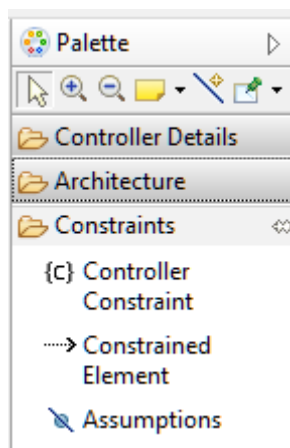 Palette
Controller Details
Architecture
Constraints
{c} Controller
Constraint
Constrained
Element
Assumptions